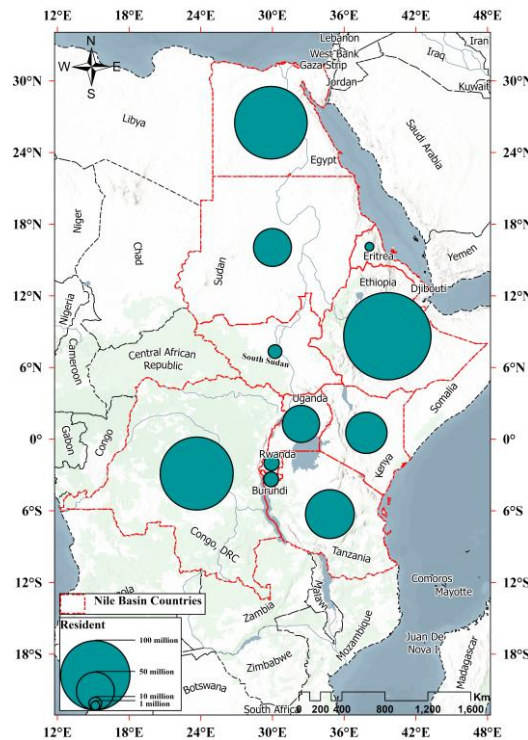 12°E 18°E 24°E 30°E 36°E 42°E 48°E
N
W E
S
Lebanon
West Bank
Gaza Strip
Jordan
Iran
Iraq
Kuwait
30°N 30°N
Libya
Egypt
Saudi Arabia
24°N 24°N
18°N 18°N
Niger
Chad
Sudan
Eritrea
Yemen
Ethiopia
Djibouti
12°N 12°N
Nigeria
Cameroon
Central African
Republic
South Sudan
6°N 6°N
Somalia
Uganda
0° 0°
Gabon
Congo
Rwanda
Kenya
Burundi
6°S 6°S
Congo, DRC
Tanzania
12°S 12°S
Comoros
Mayotte
Malawi
Zambia
Mozambique
Nile Basin Countries
Resident
100 million
50 million
10 million
1 million
18°S 18°S
Juan De
Nova I.
Madagascar
Zimbabwe
Botswana
South Africa
Km
0 200 400 800 1,200 1,600
12°E 18°E 24°E 30°E 36°E 42°E 48°E